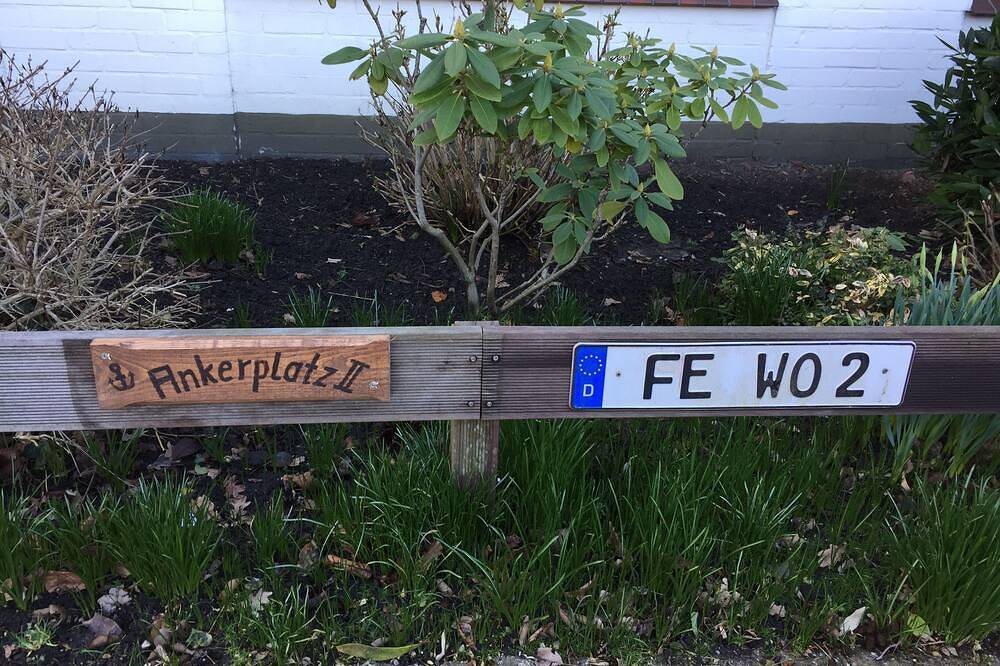 Ankerplatz II
D
FE WO 2